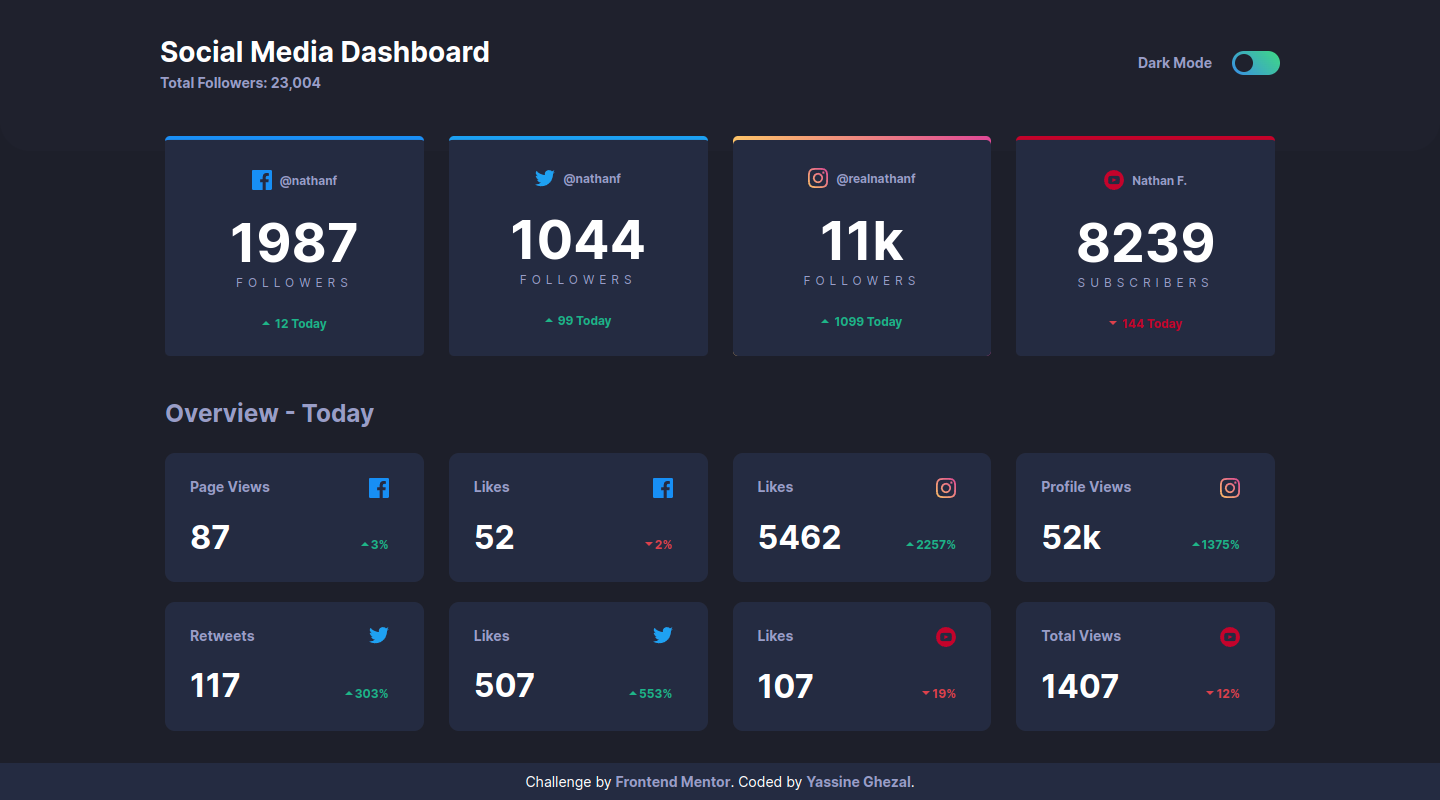 Social Media Dashboard
Total Followers: 23,004
Dark Mode
@nathanf
1987
FOLLOWERS
12 Today
@nathanf
1044
FOLLOWERS
99 Today
@realnathanf
11k
FOLLOWERS
1099 Today
Nathan F.
8239
SUBSCRIBERS
144 Today
Overview - Today
Page Views
87
3%
Likes
52
2%
Likes
5462
2257%
Profile Views
52k
1375%
Retweets
117
303%
Likes
507
553%
Likes
107
19%
Total Views
1407
12%
Challenge by Frontend Mentor. Coded by Yassine Ghezal.